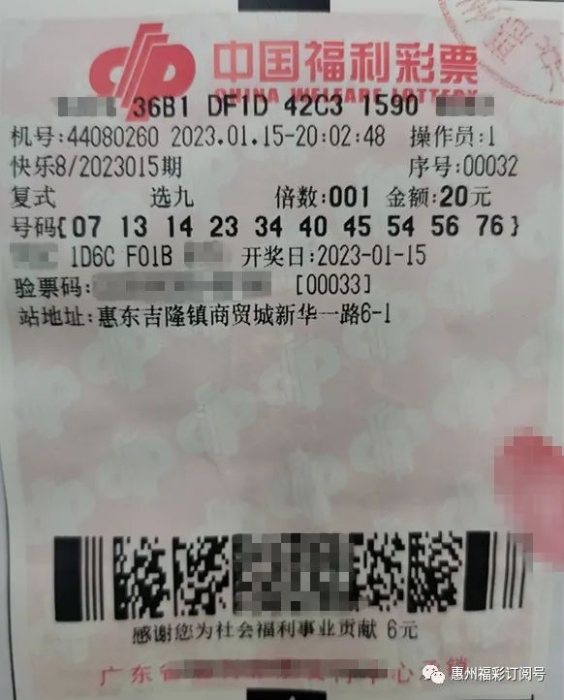 中国福利彩票
CHINA WELFARE LOTTERY
36B1 DF1D 42C3 1590
机号:44080260 2023.01.15-20:02:48 操作员:1
快乐8/2023015期 序号:00032
复式 选九 倍数:001 金额:20元
号码{07 13 14 23 34 40 45 54 56 76}
1D6C F01B 开奖日:2023-01-15
验票码: [00033]
站地址:惠东吉隆镇商贸城新华一路6-1
感谢您为社会福利事业贡献 6元
广东省
惠州福彩订阅号